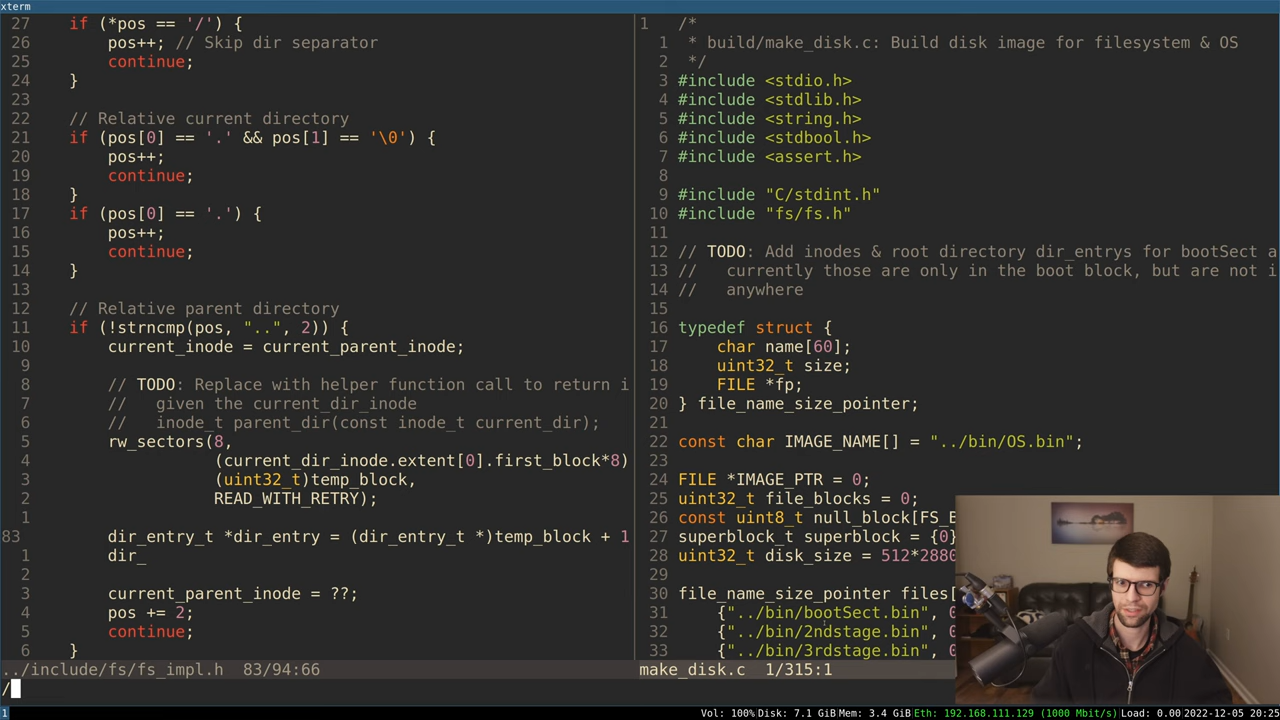 xterm
27    if (*pos == '/') {
26        pos++; // Skip dir separator
25        continue;
24    }
23
22    // Relative current directory
21    if (pos[0] == '.' && pos[1] == '\0') {
20        pos++;
19        continue;
18    }
17    if (pos[0] == '.') {
16        pos++;
15        continue;
14    }
13
12    // Relative parent directory
11    if (!strncmp(pos, "..", 2)) {
10        current_inode = current_parent_inode;
9
8        // TODO: Replace with helper function call to return i
7        //   given the current_dir_inode
6        //   inode_t parent_dir(const inode_t current_dir);
5        rw_sectors(8,
4                   (current_dir_inode.extent[0].first_block*8)
3                   (uint32_t)temp_block,
2                   READ_WITH_RETRY);
1
83        dir_entry_t *dir_entry = (dir_entry_t *)temp_block + 1
1        dir_
2
3        current_parent_inode = ??;
4        pos += 2;
5        continue;
6    }
../include/fs/fs_impl.h  83/94:66
/
1 /*
1  * build/make_disk.c: Build disk image for filesystem & OS
2  */
3 #include <stdio.h>
4 #include <stdlib.h>
5 #include <string.h>
6 #include <stdbool.h>
7 #include <assert.h>
8
9 #include "C/stdint.h"
10 #include "fs/fs.h"
11
12 // TODO: Add inodes & root directory dir_entrys for bootSect a
13 //   currently those are only in the boot block, but are not i
14 //   anywhere
15
16 typedef struct {
17     char name[60];
18     uint32_t size;
19     FILE *fp;
20 } file_name_size_pointer;
21
22 const char IMAGE_NAME[] = "../bin/OS.bin";
23
24 FILE *IMAGE_PTR = 0;
25 uint32_t file_blocks = 0;
26 const uint8_t null_block[FS_B
27 superblock_t superblock = {0}
28 uint32_t disk_size = 512*2880
29
30 file_name_size_pointer files[
31     {"../bin/bootSect.bin", 0
32     {"../bin/2ndstage.bin", 0
33     {"../bin/3rdstage.bin", 0
make_disk.c  1/315:1
1 Vol: 100% Disk: 7.1 GiB Mem: 3.4 GiB Eth: 192.168.111.129 (1000 Mbit/s) Load: 0.00 2022-12-05 20:25